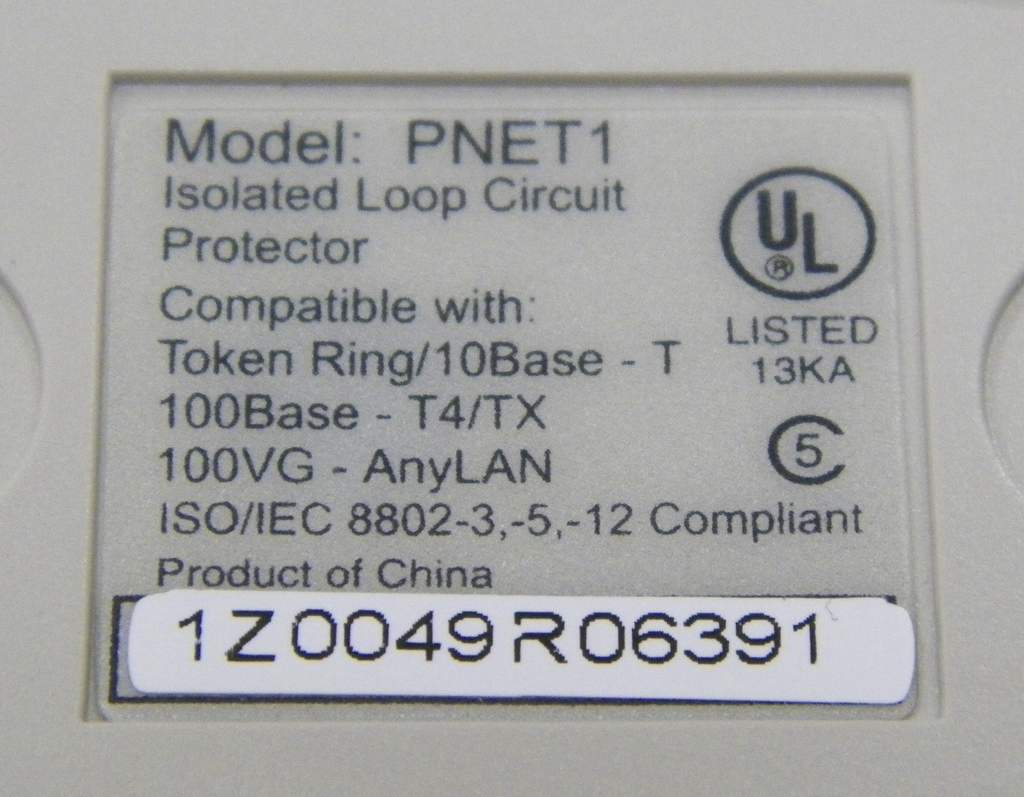 Model: PNET1
Isolated Loop Circuit
Protector
Compatible with:
Token Ring/10Base - T
100Base - T4/TX
100VG - AnyLAN
ISO/IEC 8802-3,-5,-12 Compliant
Product of China
1Z0049R06391
UL
®
LISTED
13KA
C5